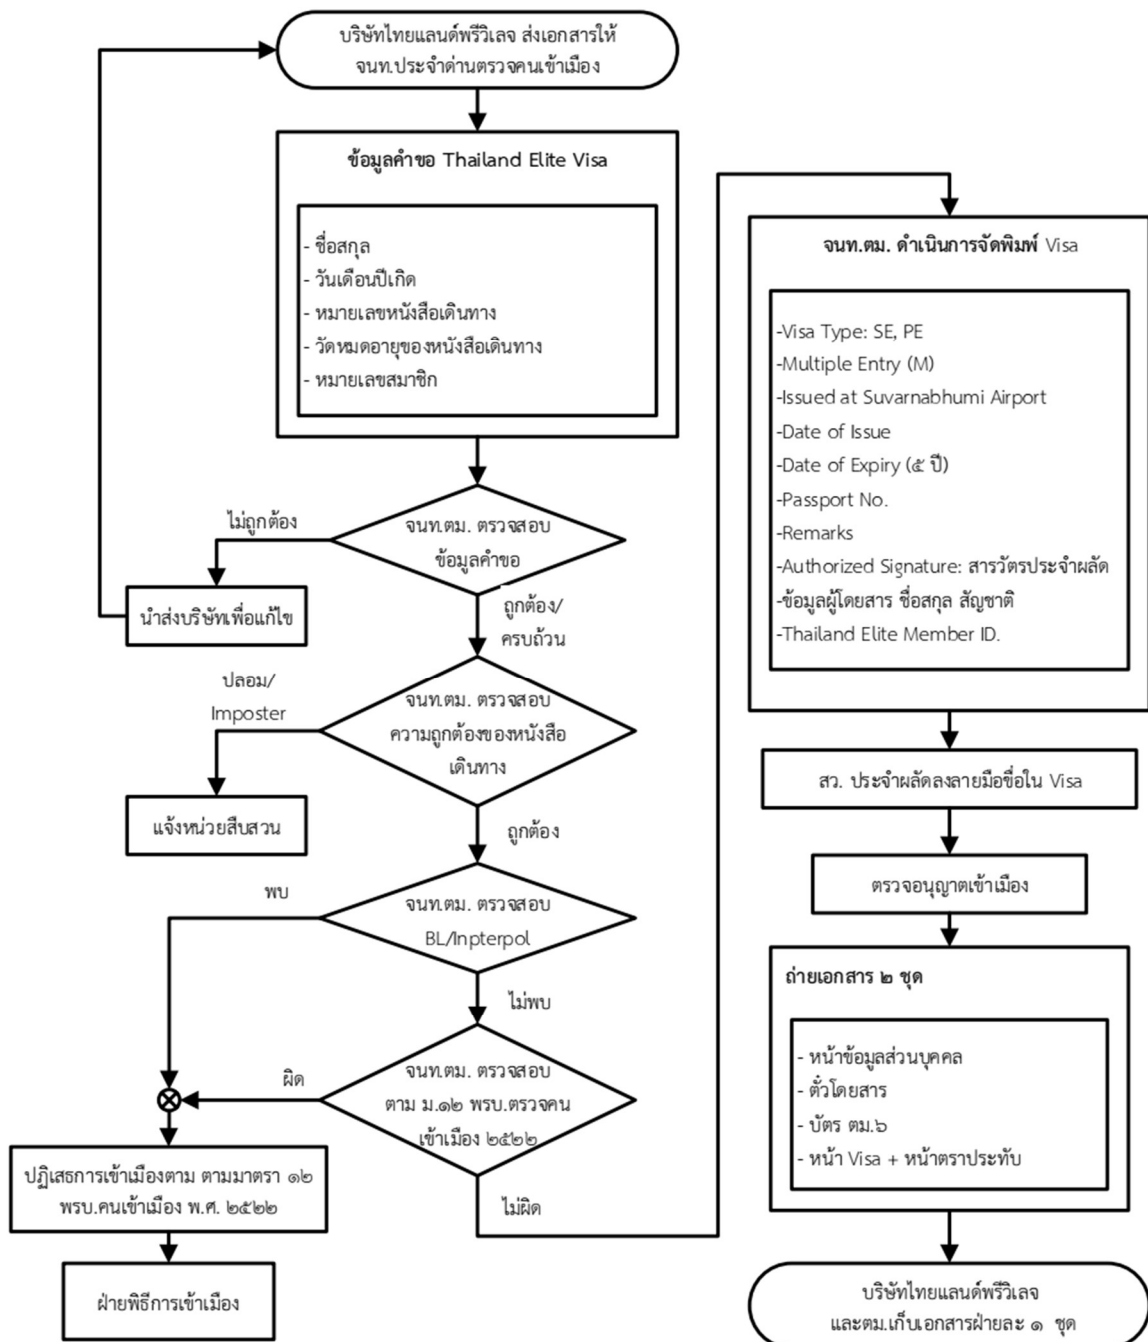 บริษัทไทยแลนด์พรีวิเลจ ส่งเอกสารให้
จนท.ประจำด่านตรวจคนเข้าเมือง
ข้อมูลคำขอ Thailand Elite Visa
- ชื่อสกุล
- วันเดือนปีเกิด
- หมายเลขหนังสือเดินทาง
- วัดหมดอายุของหนังสือเดินทาง
- หมายเลขสมาชิก
ไม่ถูกต้อง
จนท.ตม. ตรวจสอบ
ข้อมูลคำขอ
นำส่งบริษัทเพื่อแก้ไข
ถูกต้อง/
ครบถ้วน
ปลอม/
Imposter
จนท.ตม. ตรวจสอบ
ความถูกต้องของหนังสือ
เดินทาง
แจ้งหน่วยสืบสวน
ถูกต้อง
พบ
จนท.ตม. ตรวจสอบ
BL/Inpterpol
ไม่พบ
ผิด
จนท.ตม. ตรวจสอบ
ตาม ม.๑๒ พรบ.ตรวจคน
เข้าเมือง ๒๕๒๒
ปฏิเสธการเข้าเมืองตาม ตามมาตรา ๑๒
พรบ.คนเข้าเมือง พ.ศ. ๒๕๒๒
ไม่ผิด
ฝ่ายพิธีการเข้าเมือง
จนท.ตม. ดำเนินการจัดพิมพ์ Visa
-Visa Type: SE, PE
-Multiple Entry (M)
-Issued at Suvarnabhumi Airport
-Date of Issue
-Date of Expiry (๕ ปี)
-Passport No.
-Remarks
-Authorized Signature: สารวัตรประจำผลัด
-ข้อมูลผู้โดยสาร ชื่อสกุล สัญชาติ
-Thailand Elite Member ID.
สว. ประจำผลัดลงลายมือชื่อใน Visa
ตรวจอนุญาตเข้าเมือง
ถ่ายเอกสาร ๒ ชุด
- หน้าข้อมูลส่วนบุคคล
- ตั๋วโดยสาร
- บัตร ตม.๖
- หน้า Visa + หน้าตราประทับ
บริษัทไทยแลนด์พรีวิเลจ
และตม.เก็บเอกสารฝ่ายละ ๑ ชุด